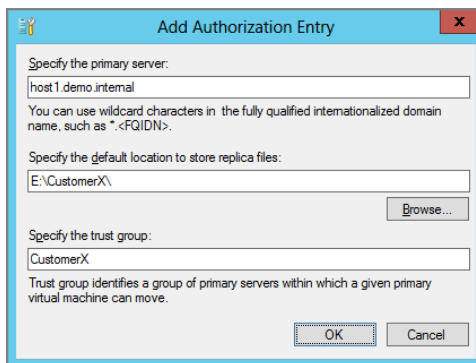 Add Authorization Entry
x
Specify the primary server:
host1.demo.internal
You can use wildcard characters in the fully qualified internationalized domain
name, such as *.<FQIDN>.
Specify the default location to store replica files:
E:\CustomerX\
Browse...
Specify the trust group:
CustomerX
Trust group identifies a group of primary servers within which a given primary
virtual machine can move.
OK Cancel